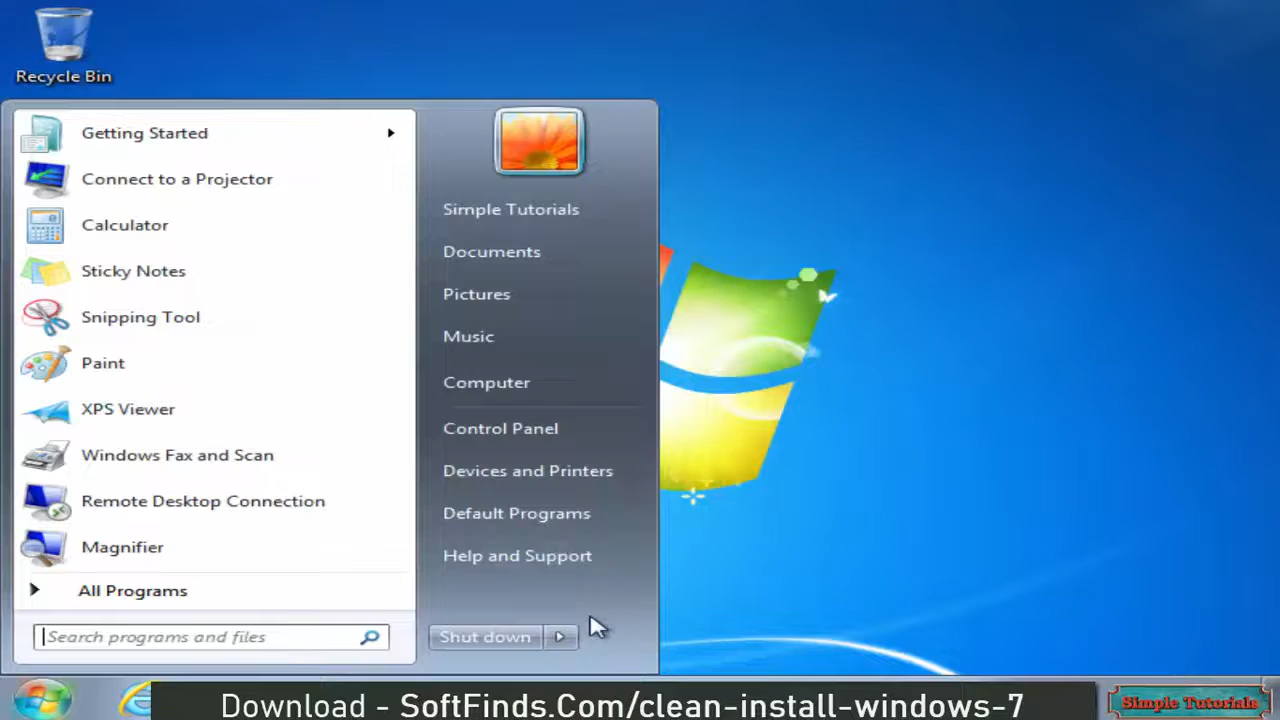 Recycle Bin
Getting Started
Connect to a Projector
Calculator
Sticky Notes
Snipping Tool
Paint
XPS Viewer
Windows Fax and Scan
Remote Desktop Connection
Magnifier
All Programs
Search programs and files
Simple Tutorials
Documents
Pictures
Music
Computer
Control Panel
Devices and Printers
Default Programs
Help and Support
Shut down
Download - SoftFinds.Com/clean-install-windows-7
Simple Tutorials